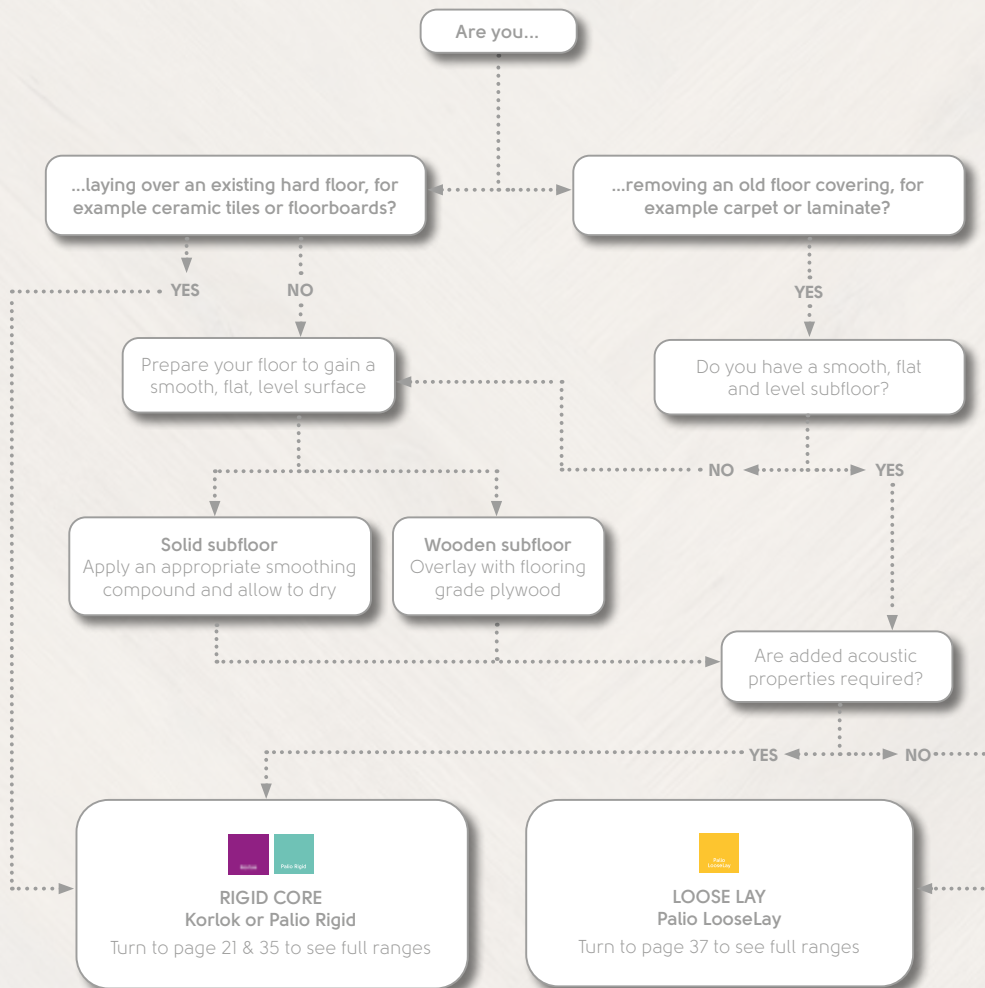 Are you...
...laying over an existing hard floor, for
example ceramic tiles or floorboards?
...removing an old floor covering, for
example carpet or laminate?
YES
NO
YES
Prepare your floor to gain a
smooth, flat, level surface
Do you have a smooth, flat
and level subfloor?
NO
YES
Solid subfloor
Apply an appropriate smoothing
compound and allow to dry
Wooden subfloor
Overlay with flooring
grade plywood
Are added acoustic
properties required?
YES
NO
Palio Rigid
RIGID CORE
Korlok or Palio Rigid
Turn to page 21 & 35 to see full ranges
Palio
LooseLay
LOOSE LAY
Palio LooseLay
Turn to page 37 to see full ranges